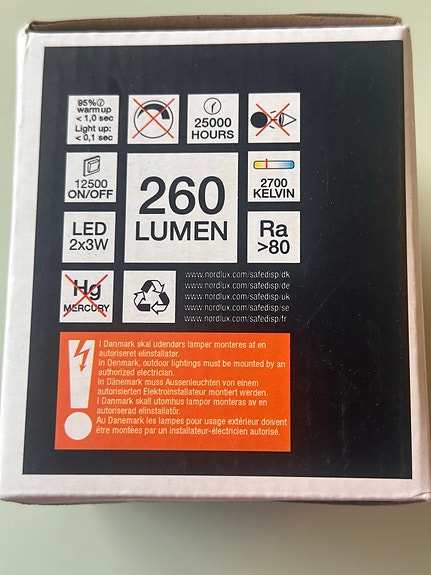 95%
warm up
< 1,0 sec
Light up:
< 0,1 sec
25000
HOURS
12500
ON/OFF
260
LUMEN
2700
KELVIN
LED
2x3W
Ra
>80
Hg
MERCURY
www.nordlux.com/safedisp/dk
www.nordlux.com/safedisp/de
www.nordlux.com/safedisp/uk
www.nordlux.com/safedisp/se
www.nordlux.com/safedisp/fr
I Danmark skal udendørs lamper monteres af en
autoriseret elinstallatør.
In Denmark, outdoor lightings must be mounted by an
authorized electrician.
In Dänemark muss Aussenleuchten von einem
autorisierten Elektroinstallateur montiert werden.
I Danmark skall utomhus lampor monteras av en
autoriserad elinstallatör.
Au Danemark les lampes pour usage extérieur doivent
être montées par un installateur-électricien autorisé.